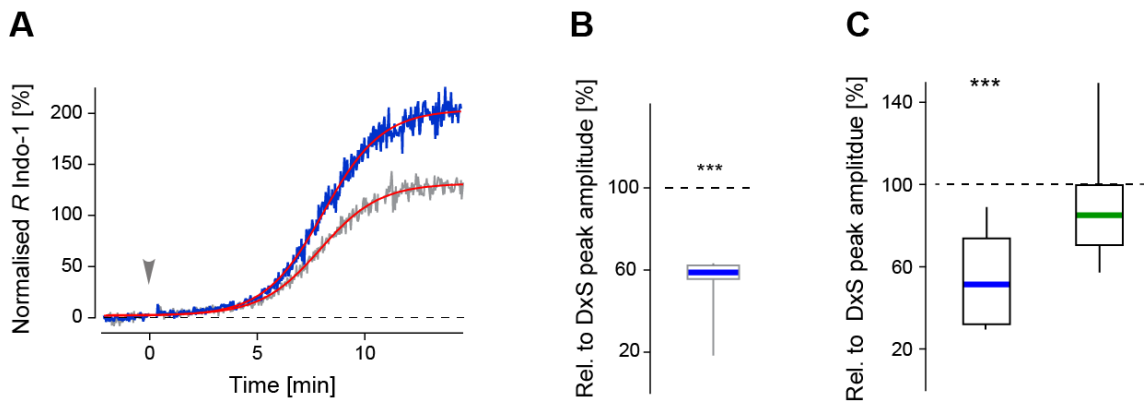 A
Normalised R Indo-1 [%]
200
150
100
50
0
0
5
10
Time [min]
B
Rel. to DxS peak amplitude [%]
100
60
20
***
C
Rel. to DxS peak amplitdue [%]
140
100
60
20
***